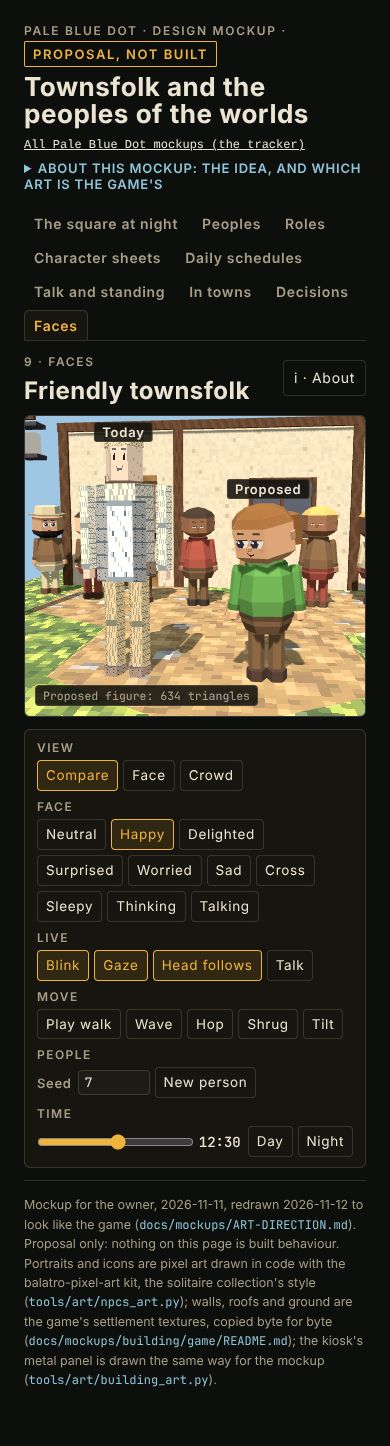 PALE BLUE DOT · DESIGN MOCKUP ·
PROPOSAL, NOT BUILT
Townsfolk and the
peoples of the worlds
All Pale Blue Dot mockups (the tracker)
▶ ABOUT THIS MOCKUP: THE IDEA, AND WHICH
ART IS THE GAME'S
The square at night Peoples Roles
Character sheets Daily schedules
Talk and standing In towns Decisions
Faces
9 · FACES
Friendly townsfolk
i · About
Today
Proposed
Proposed figure: 634 triangles
VIEW
Compare Face Crowd
FACE
Neutral Happy Delighted
Surprised Worried Sad Cross
Sleepy Thinking Talking
LIVE
Blink Gaze Head follows Talk
MOVE
Play walk Wave Hop Shrug Tilt
PEOPLE
Seed 7 New person
TIME
12:30 Day Night
Mockup for the owner, 2026-11-11, redrawn 2026-11-12 to
look like the game (docs/mockups/ART-DIRECTION.md).
Proposal only: nothing on this page is built behaviour.
Portraits and icons are pixel art drawn in code with the
balatro-pixel-art kit, the solitaire collection's style
(tools/art/npcs_art.py); walls, roofs and ground are
the game's settlement textures, copied byte for byte
(docs/mockups/building/game/README.md); the kiosk's
metal panel is drawn the same way for the mockup
(tools/art/building_art.py).